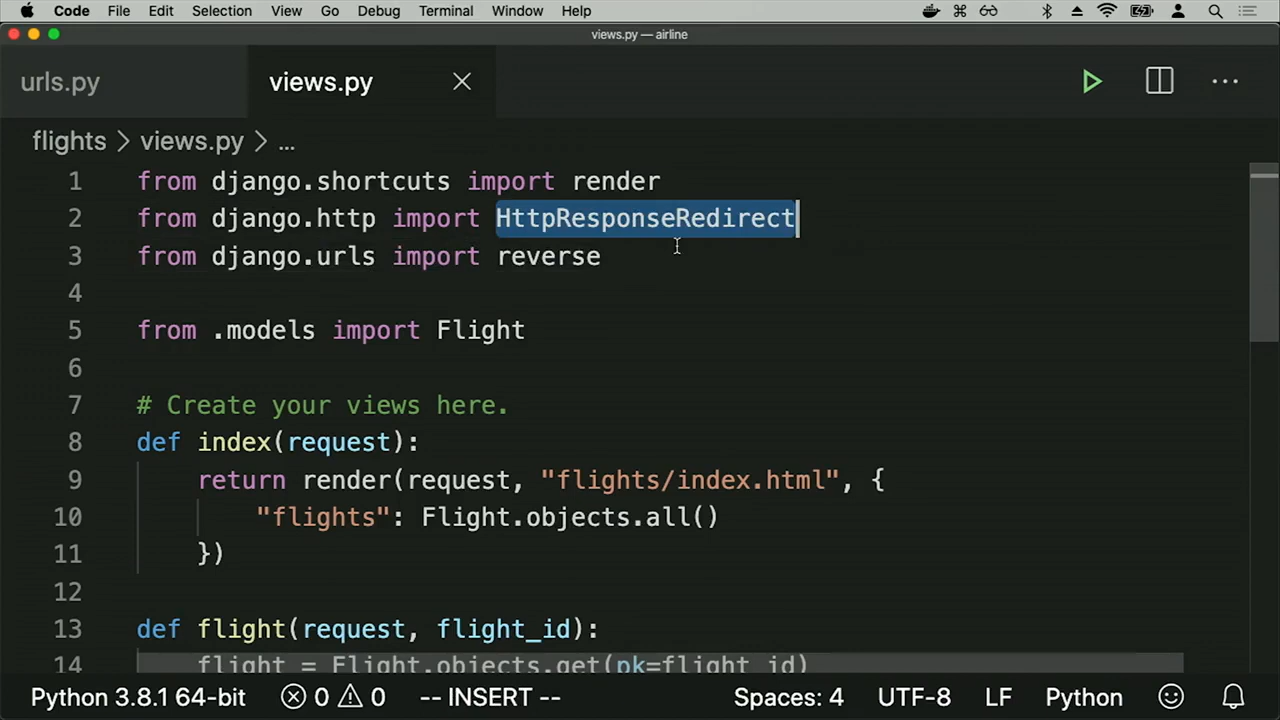 Code File Edit Selection View Go Debug Terminal Window Help
views.py — airline
urls.py views.py
flights > views.py > ...
1 from django.shortcuts import render
2 from django.http import HttpResponseRedirect
3 from django.urls import reverse
4
5 from .models import Flight
6
7 # Create your views here.
8 def index(request):
9 return render(request, "flights/index.html", {
10 "flights": Flight.objects.all()
11 })
12
13 def flight(request, flight_id):
14 flight = Flight.objects.get(pk=flight_id)
Python 3.8.1 64-bit 0 0 -- INSERT -- Spaces: 4 UTF-8 LF Python